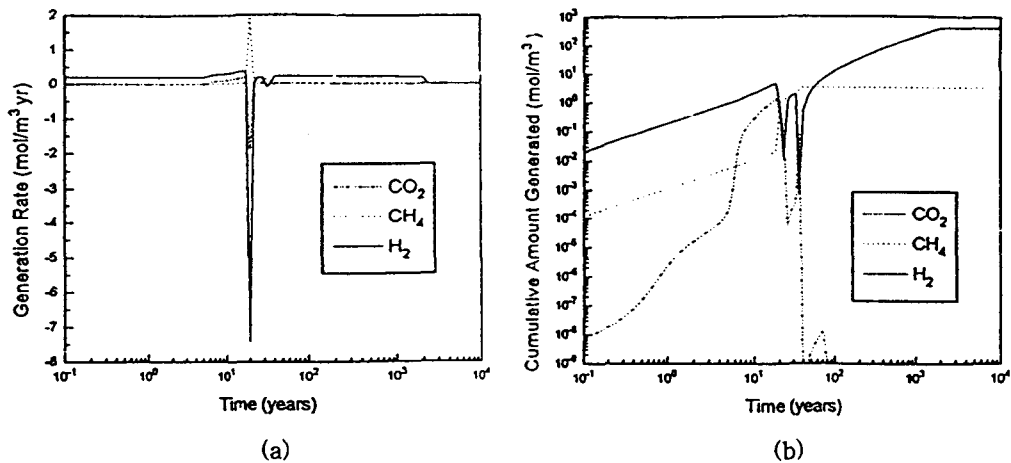 2
1
0
-1
-2
-3
-4
-5
-6
-7
-8
Generation Rate (mol/m³ yr)
CO₂
CH₄
H₂
10⁻¹ 10⁰ 10¹ 10² 10³ 10⁴
Time (years)
(a)
10³
10²
10¹
10⁰
10⁻¹
10⁻²
10⁻³
10⁻⁴
10⁻⁵
10⁻⁶
10⁻⁷
10⁻⁸
10⁻⁹
Cumulative Amount Generated (mol/m³)
CO₂
CH₄
H₂
10⁻¹ 10⁰ 10¹ 10² 10³ 10⁴
Time (years)
(b)